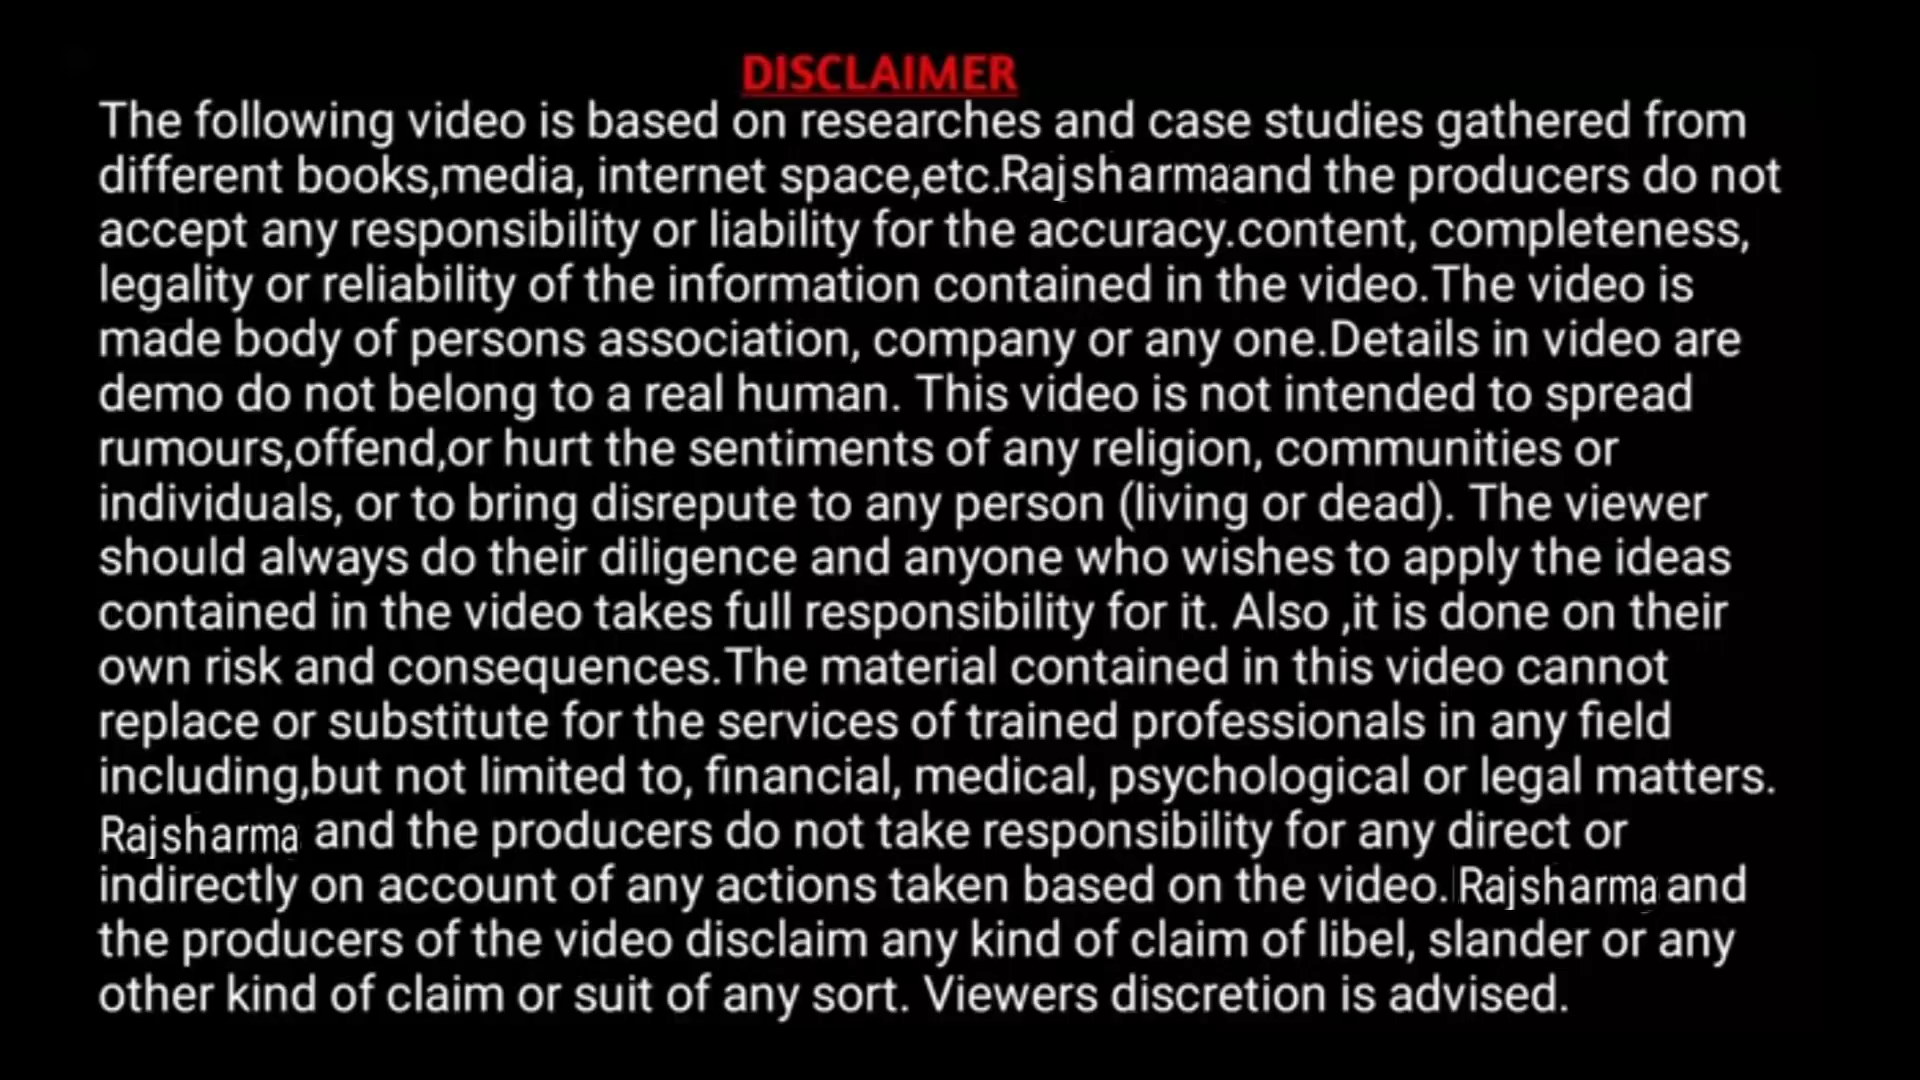 DISCLAIMER
The following video is based on researches and case studies gathered from
different books,media, internet space,etc.Rajsharmaand the producers do not
accept any responsibility or liability for the accuracy.content, completeness,
legality or reliability of the information contained in the video.The video is
made body of persons association, company or any one.Details in video are
demo do not belong to a real human. This video is not intended to spread
rumours,offend,or hurt the sentiments of any religion, communities or
individuals, or to bring disrepute to any person (living or dead). The viewer
should always do their diligence and anyone who wishes to apply the ideas
contained in the video takes full responsibility for it. Also ,it is done on their
own risk and consequences.The material contained in this video cannot
replace or substitute for the services of trained professionals in any field
including,but not limited to, financial, medical, psychological or legal matters.
Rajsharma and the producers do not take responsibility for any direct or
indirectly on account of any actions taken based on the video. Rajsharma and
the producers of the video disclaim any kind of claim of libel, slander or any
other kind of claim or suit of any sort. Viewers discretion is advised.